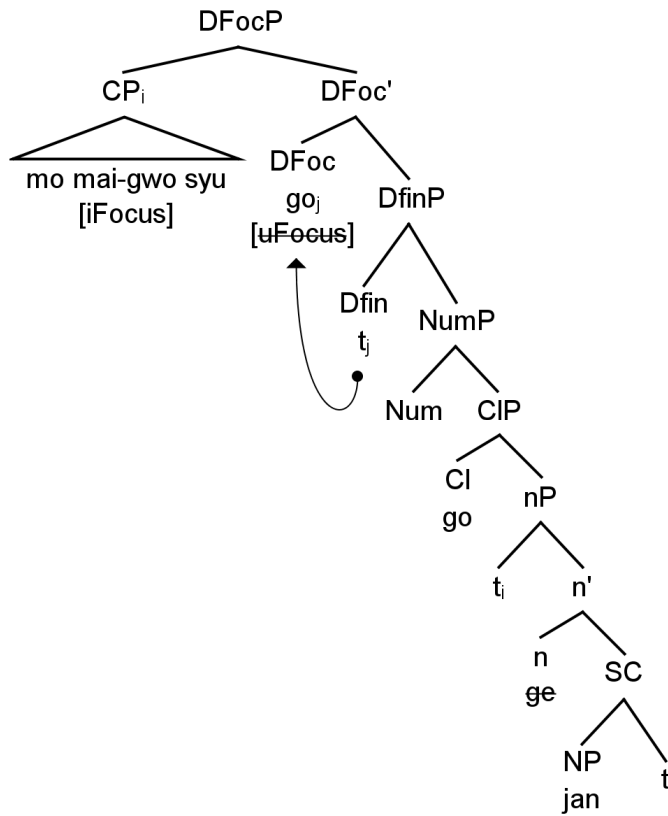 DFocP
CPᵢ DFoc'
mo mai-gwo syu
[iFocus]
DFoc
goⱼ
[uFocus]
DfinP
Dfin
tⱼ
NumP
Num ClP
Cl
go
nP
tᵢ n'
n
ge
SC
NP
jan
t